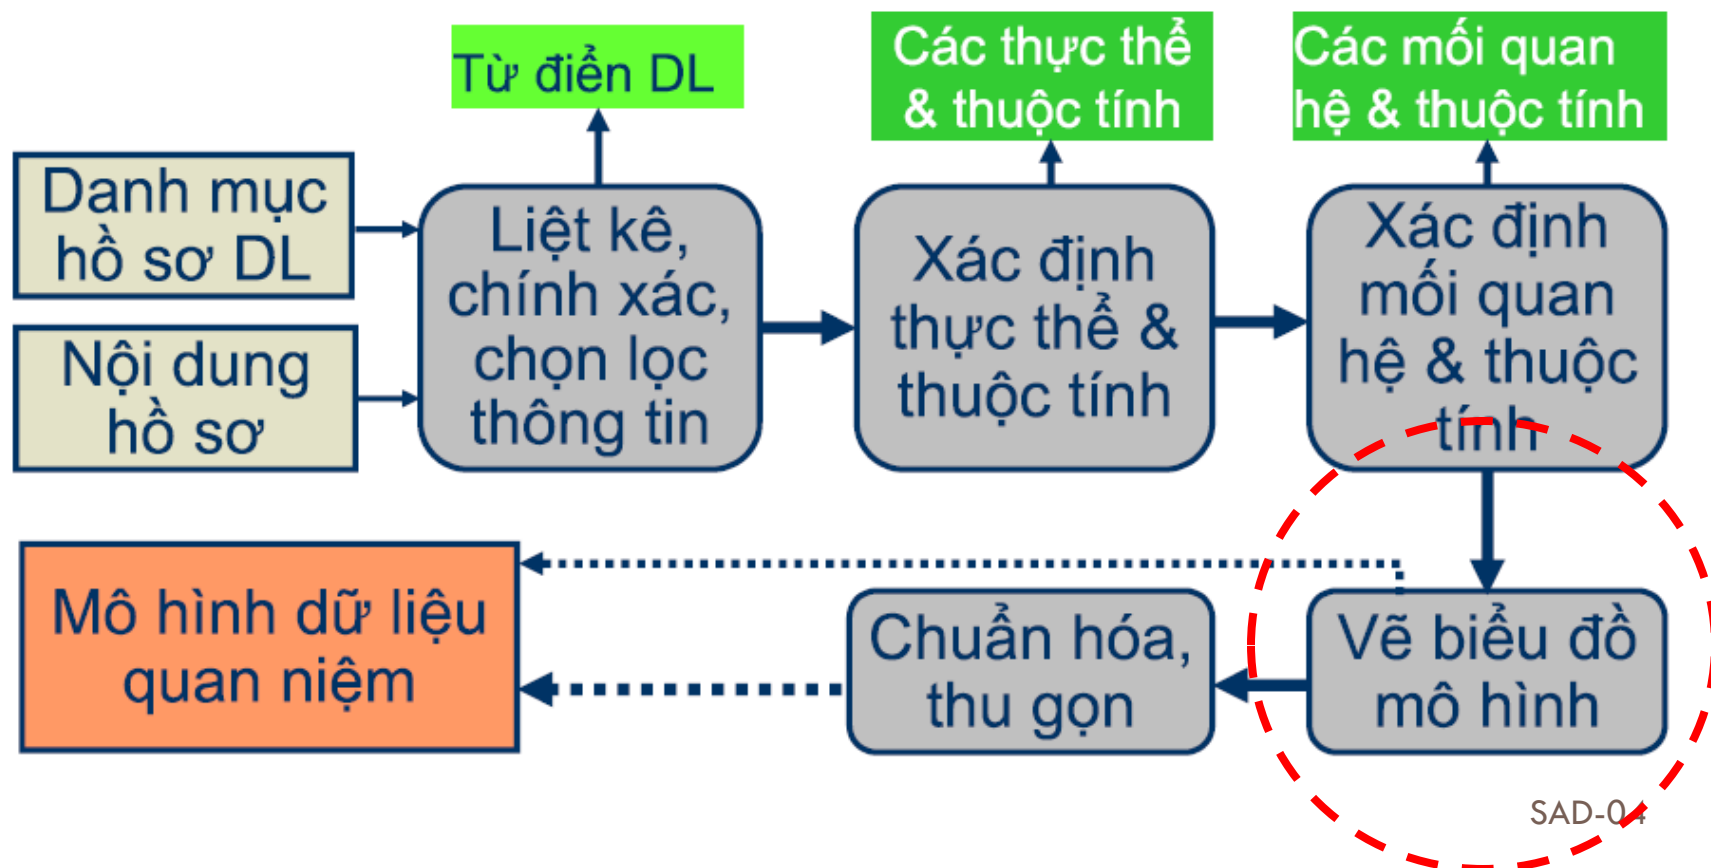 Từ điển DL
Các thực thể
& thuộc tính
Các mối quan
hệ & thuộc tính
Danh mục
hồ sơ DL
Nội dung
hồ sơ
Liệt kê,
chính xác,
chọn lọc
thông tin
Xác định
thực thể &
thuộc tính
Xác định
mối quan
hệ & thuộc
tính
Mô hình dữ liệu
quan niệm
Chuẩn hóa,
thu gọn
Vẽ biểu đồ
mô hình
SAD-04